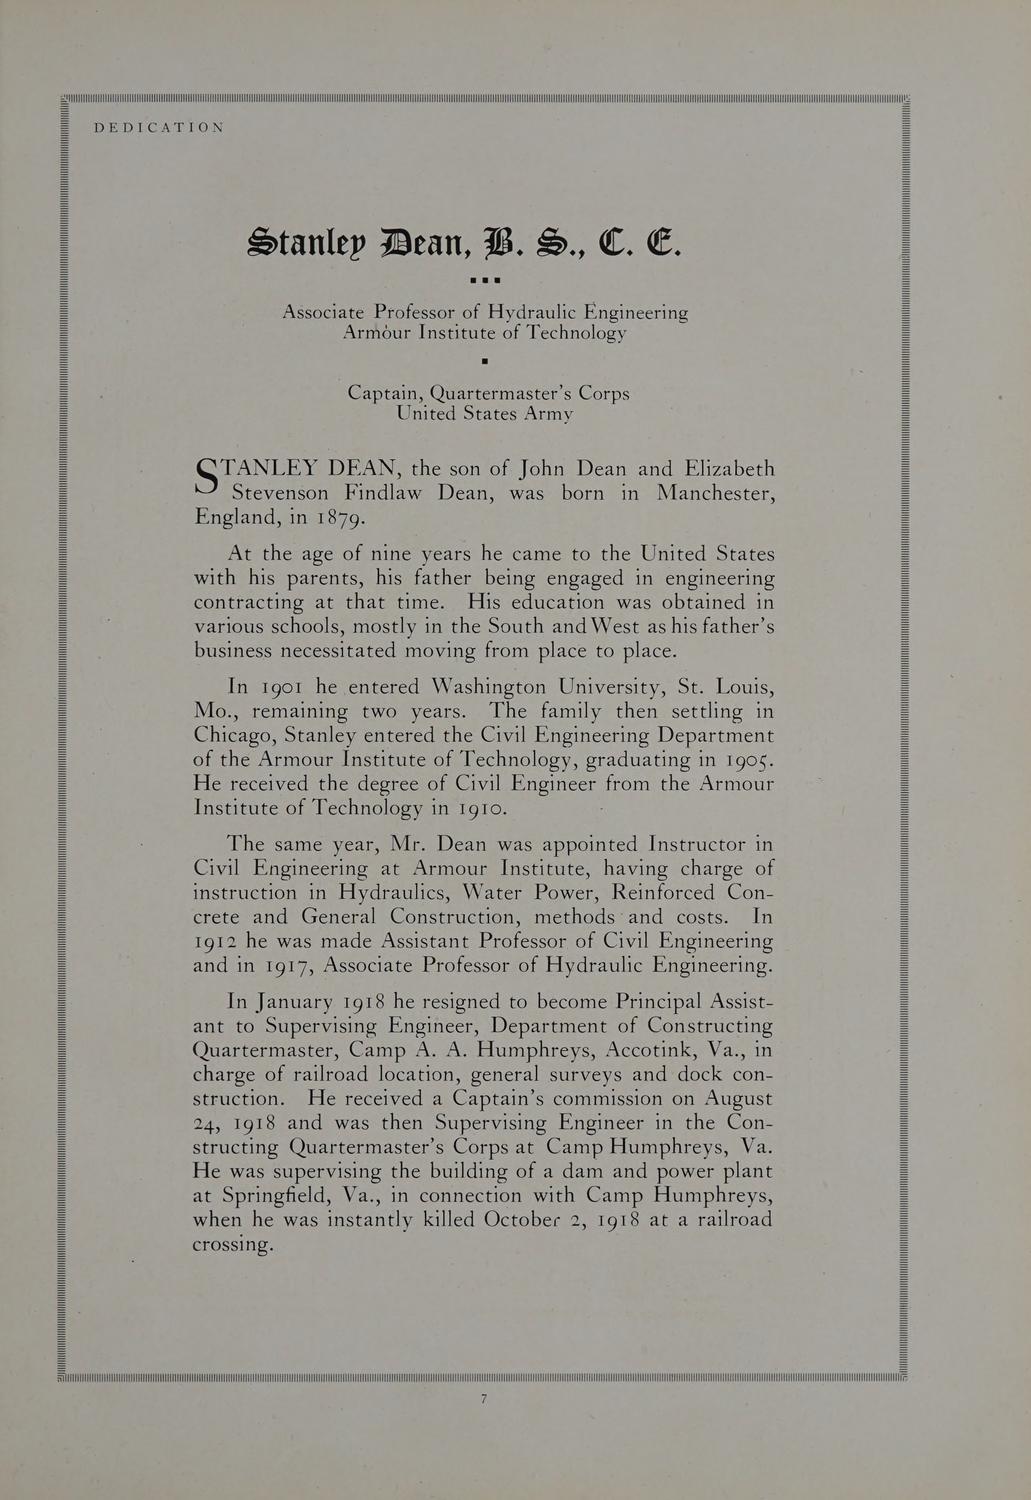 DEDICATION
Stanley Dean, B. S., C. E.
Associate Professor of Hydraulic Engineering
Armour Institute of Technology
Captain, Quartermaster's Corps
United States Army
STANLEY DEAN, the son of John Dean and Elizabeth
Stevenson Findlaw Dean, was born in Manchester,
England, in 1879.
At the age of nine years he came to the United States
with his parents, his father being engaged in engineering
contracting at that time. His education was obtained in
various schools, mostly in the South and West as his father's
business necessitated moving from place to place.
In 1901 he entered Washington University, St. Louis,
Mo., remaining two years. The family then settling in
Chicago, Stanley entered the Civil Engineering Department
of the Armour Institute of Technology, graduating in 1905.
He received the degree of Civil Engineer from the Armour
Institute of Technology in 1910.
The same year, Mr. Dean was appointed Instructor in
Civil Engineering at Armour Institute, having charge of
instruction in Hydraulics, Water Power, Reinforced Con-
crete and General Construction, methods and costs. In
1912 he was made Assistant Professor of Civil Engineering
and in 1917, Associate Professor of Hydraulic Engineering.
In January 1918 he resigned to become Principal Assist-
ant to Supervising Engineer, Department of Constructing
Quartermaster, Camp A. A. Humphreys, Accotink, Va., in
charge of railroad location, general surveys and dock con-
struction. He received a Captain's commission on August
24, 1918 and was then Supervising Engineer in the Con-
structing Quartermaster's Corps at Camp Humphreys, Va.
He was supervising the building of a dam and power plant
at Springfield, Va., in connection with Camp Humphreys,
when he was instantly killed October 2, 1918 at a railroad
crossing.
7